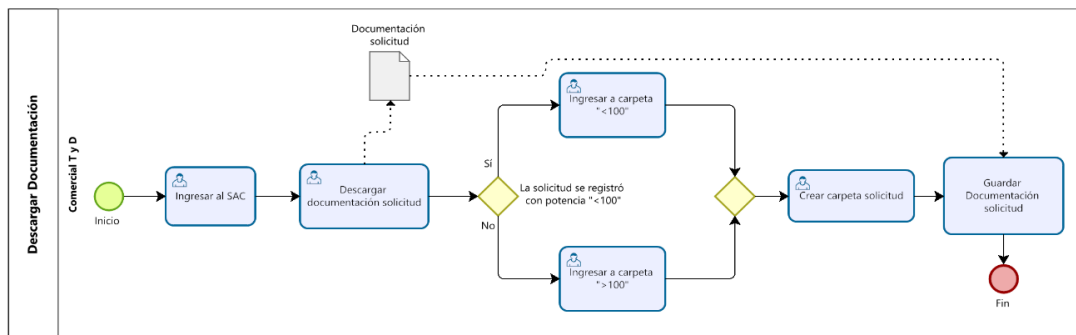 Descargar Documentación
Comercial T y D
Inicio
Ingresar al SAC
Descargar
documentación solicitud
Documentación
solicitud
Sí
No
La solicitud se registró
con potencia "<100"
Ingresar a carpeta
"<100"
Ingresar a carpeta
">100"
Crear carpeta solicitud
Guardar
Documentación
solicitud
Fin